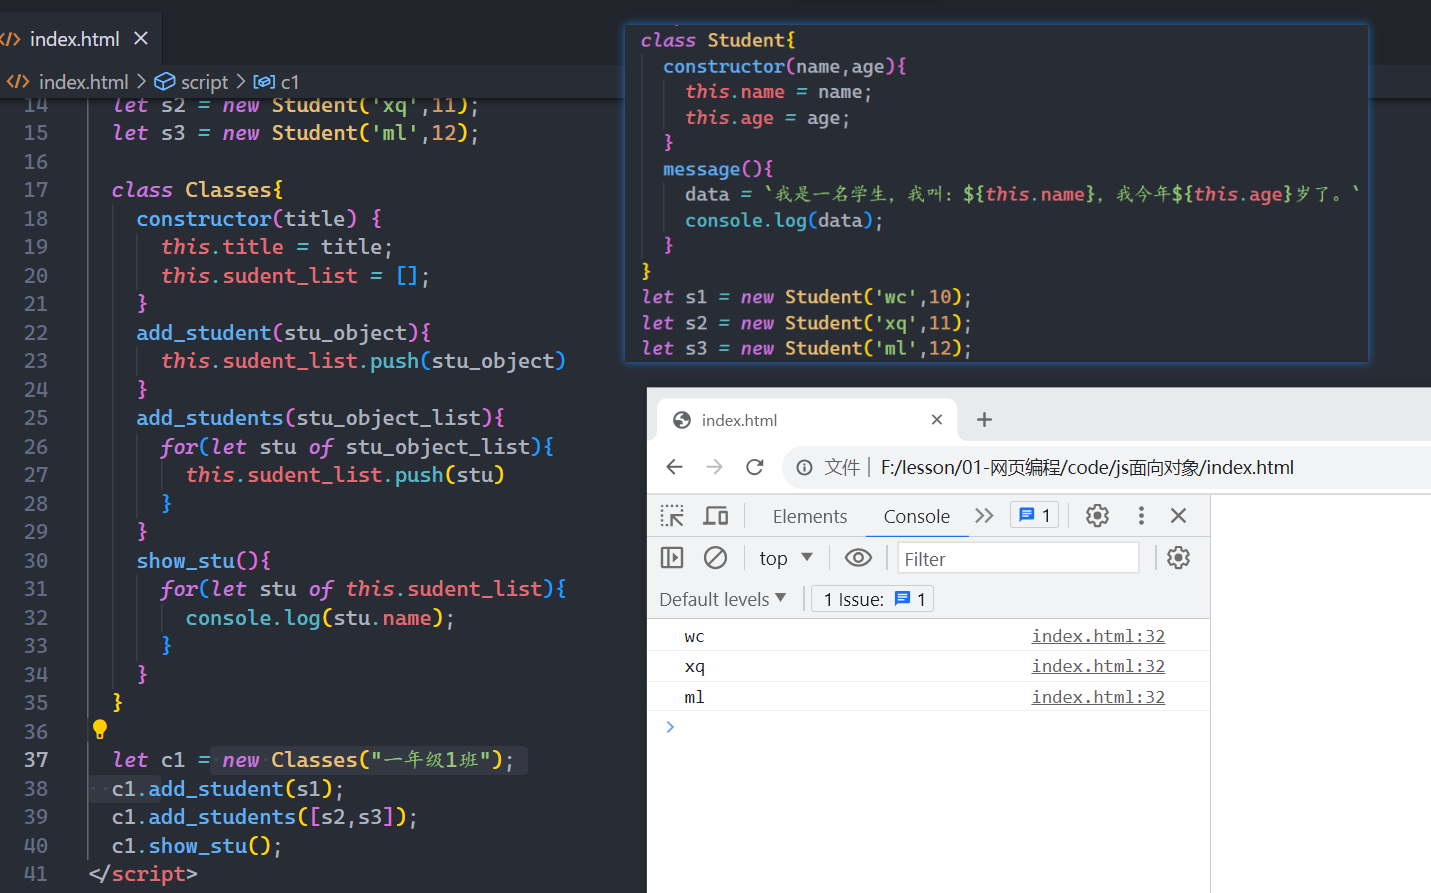 index.html
index.html > script > c1
14 let s2 = new Student('xq',11);
15 let s3 = new Student('ml',12);
16
17 class Classes{
18 constructor(title) {
19 this.title = title;
20 this.sudent_list = [];
21 }
22 add_student(stu_object){
23 this.sudent_list.push(stu_object)
24 }
25 add_students(stu_object_list){
26 for(let stu of stu_object_list){
27 this.sudent_list.push(stu)
28 }
29 }
30 show_stu(){
31 for(let stu of this.sudent_list){
32 console.log(stu.name);
33 }
34 }
35 }
36
37 let c1 = new Classes("一年级1班");
38 c1.add_student(s1);
39 c1.add_students([s2,s3]);
40 c1.show_stu();
41 </script>
class Student{
constructor(name,age){
this.name = name;
this.age = age;
}
message(){
data = `我是一名学生，我叫：${this.name}，我今年${this.age}岁了。`
console.log(data);
}
}
let s1 = new Student('wc',10);
let s2 = new Student('xq',11);
let s3 = new Student('ml',12);
index.html
文件 | F:/lesson/01-网页编程/code/js面向对象/index.html
Elements Console 1
top Filter
Default levels 1 Issue: 1
wc index.html:32
xq index.html:32
ml index.html:32